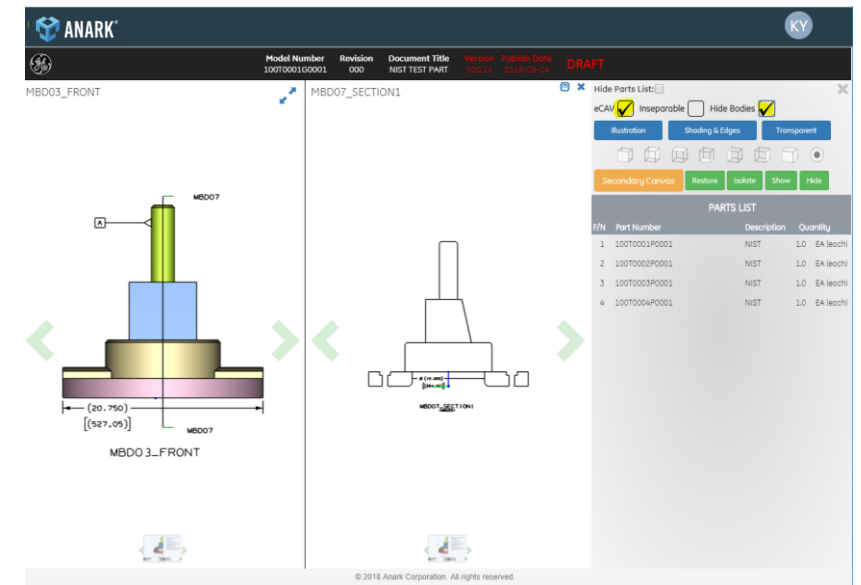 ANARK
KY
Model Number Revision Document Title Version Publish Date
100T0001G0001 000 NIST TEST PART 000.11 2018-09-14
DRAFT
MBD03_FRONT
MBD07_SECTION1
Hide Parts List:
eCAV Inseparable Hide Bodies
Illustration Shading & Edges Transparent
Secondary Canvas Restore Isolate Show Hide
PARTS LIST
F/N Part Number Description Quantity
1 100T0001P0001 NIST 1.0 EA (each)
2 100T0002P0001 NIST 1.0 EA (each)
3 100T0003P0001 NIST 1.0 EA (each)
4 100T0004P0001 NIST 1.0 EA (each)
MBD07
A
(20.750)
[(527.05)]
MBD07
MBD0 3_FRONT
MBD07_SECTION1
© 2018 Anark Corporation. All rights reserved.